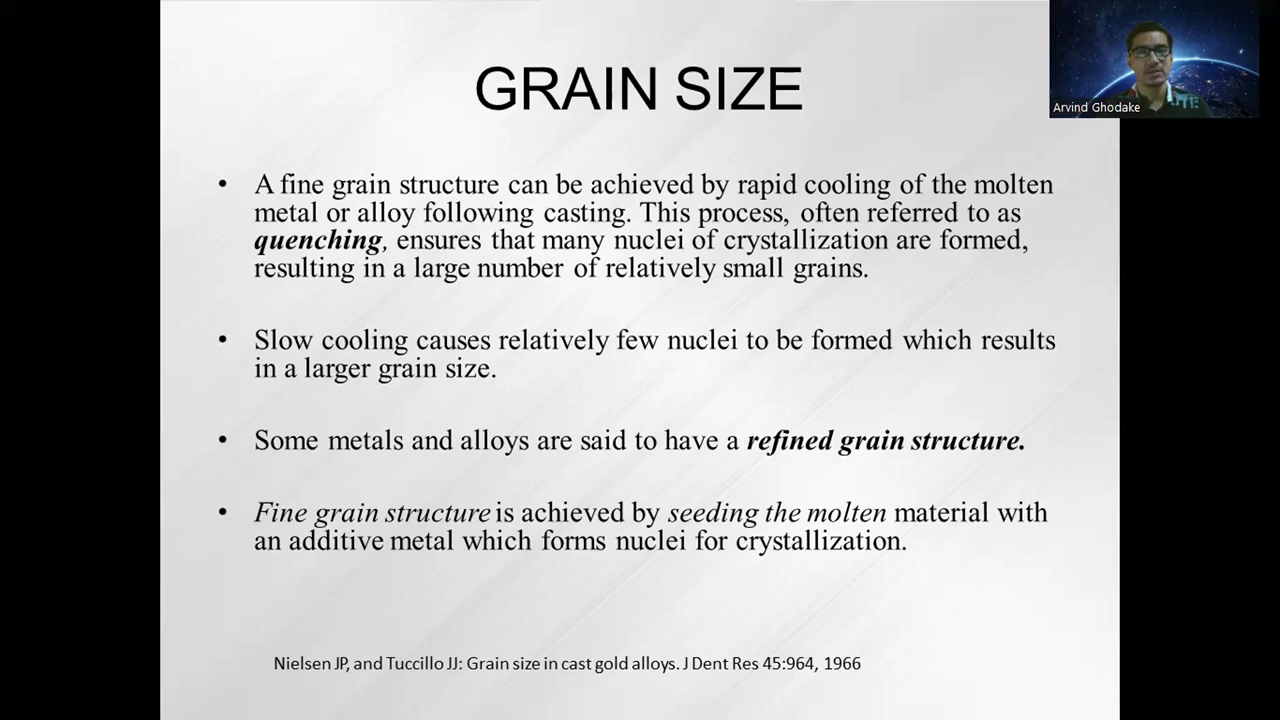 GRAIN SIZE
Arvind Ghodake
• A fine grain structure can be achieved by rapid cooling of the molten
metal or alloy following casting. This process, often referred to as
quenching, ensures that many nuclei of crystallization are formed,
resulting in a large number of relatively small grains.
• Slow cooling causes relatively few nuclei to be formed which results
in a larger grain size.
• Some metals and alloys are said to have a refined grain structure.
• Fine grain structure is achieved by seeding the molten material with
an additive metal which forms nuclei for crystallization.
Nielsen JP, and Tuccillo JJ: Grain size in cast gold alloys. J Dent Res 45:964, 1966